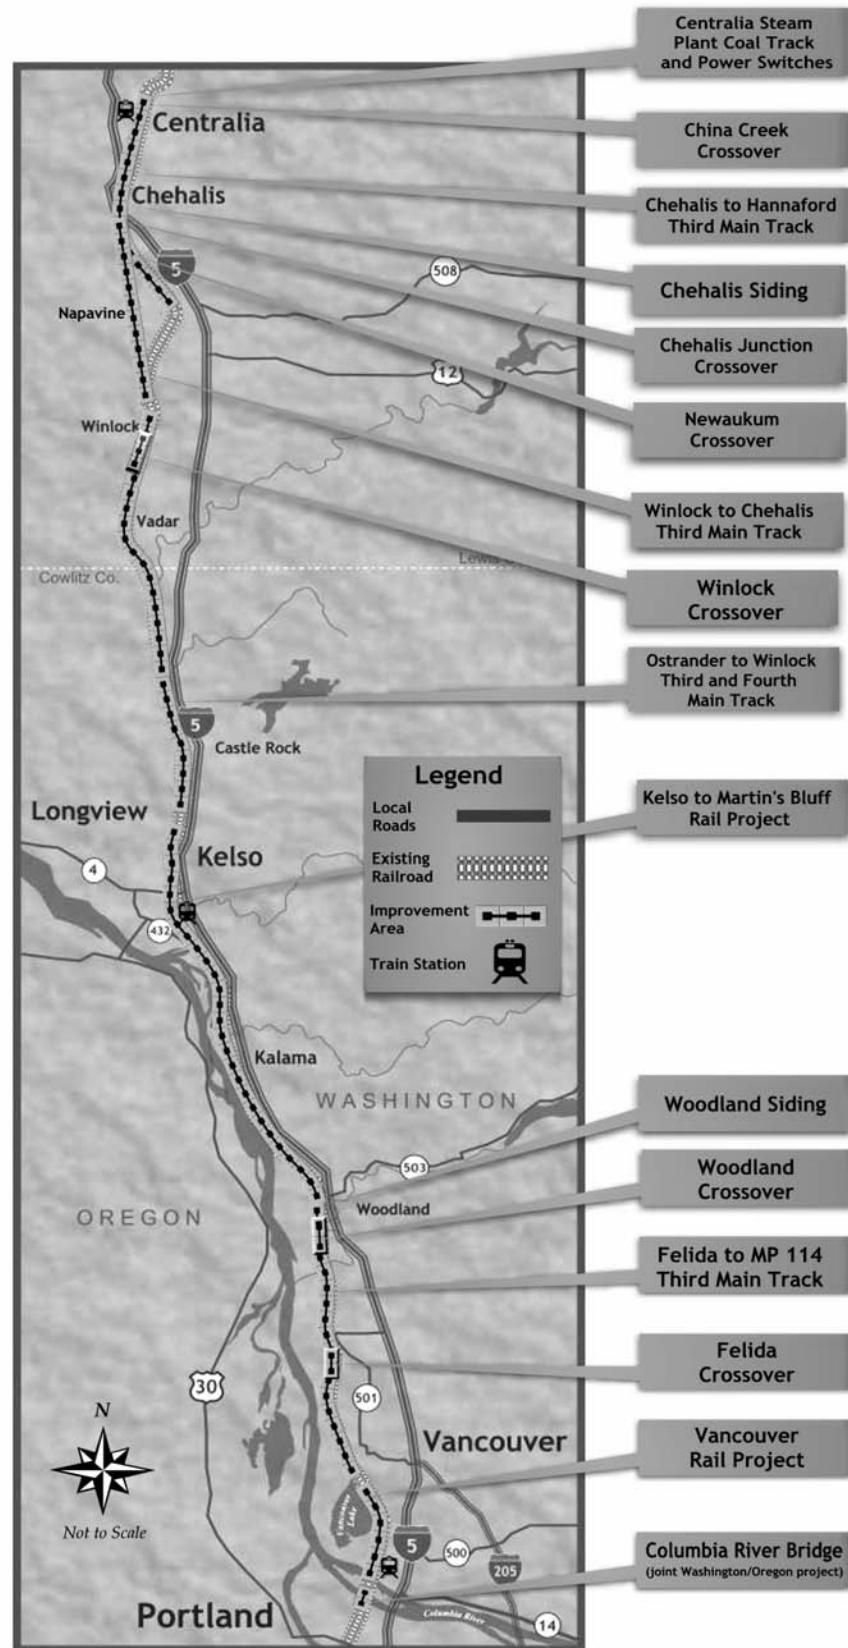 Centralia Steam
Plant Coal Track
and Power Switches
Centralia
China Creek
Crossover
Chehalis
Chehalis to Hannaford
Third Main Track
5
508
Chehalis Siding
Napavine
Chehalis Junction
Crossover
12
Newaukum
Crossover
Winlock
Winlock to Chehalis
Third Main Track
Vadar
Cowlitz Co.
Winlock
Crossover
Ostrander to Winlock
Third and Fourth
Main Track
5
Castle Rock
Longview
Legend
Local
Roads
Existing
Railroad
Improvement
Area
Train Station
Kelso to Martin's Bluff
Rail Project
Kelso
4
432
Kalama
WASHINGTON
Woodland Siding
503
Woodland
Crossover
OREGON
Woodland
Felida to MP 114
Third Main Track
Felida
Crossover
30
501
N
Not to Scale
Vancouver
Vancouver
Rail Project
Vancouver
Lake
5
500
205
Columbia River Bridge
(joint Washington/Oregon project)
Portland
Columbia River
14